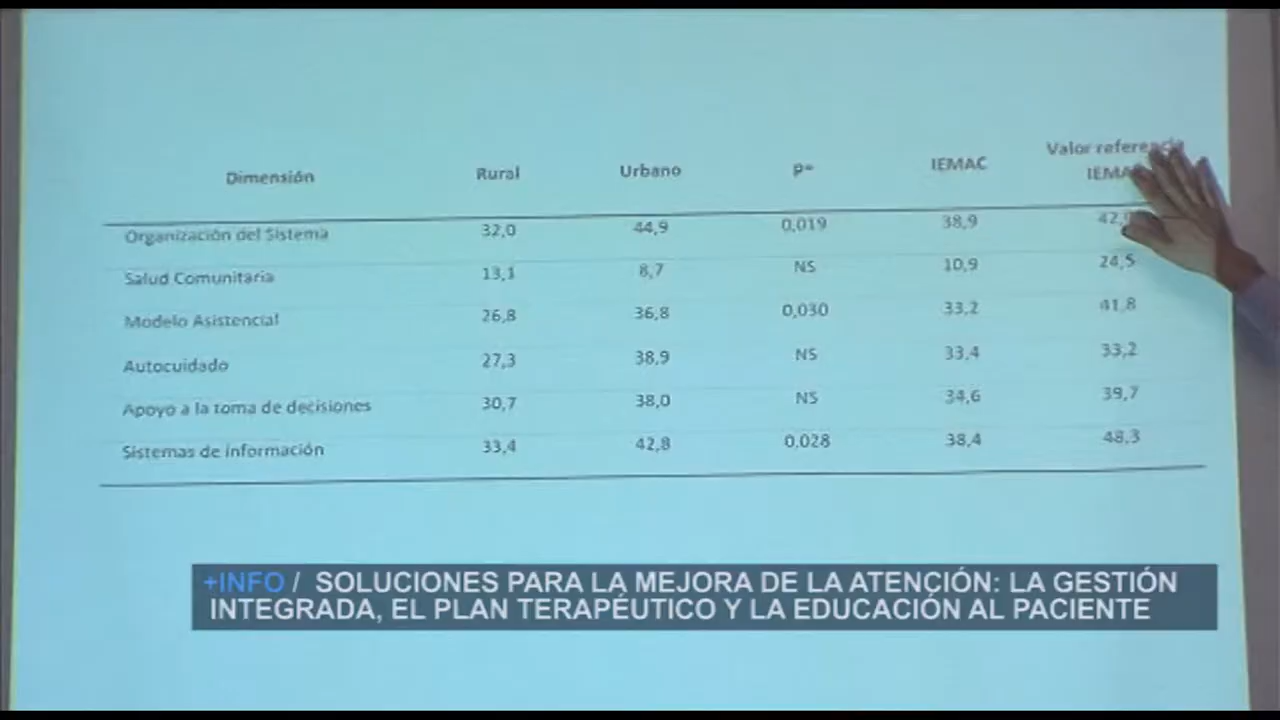 Dimensión Rural Urbano p= IEMAC Valor referencia
Organización del Sistema 32,0 44,9 0,019 38,9
Salud Comunitaria 13,1 8,7 NS 10,9 24,5
Modelo Asistencial 26,8 36,8 0,030 33,2 41,8
Autocuidado 27,3 38,9 NS 33,4 33,2
Apoyo a la toma de decisiones 30,7 38,0 NS 34,6 39,7
Sistemas de información 33,4 42,8 0,028 38,4 48,3
+INFO / SOLUCIONES PARA LA MEJORA DE LA ATENCIÓN: LA GESTIÓN
INTEGRADA, EL PLAN TERAPÉUTICO Y LA EDUCACIÓN AL PACIENTE